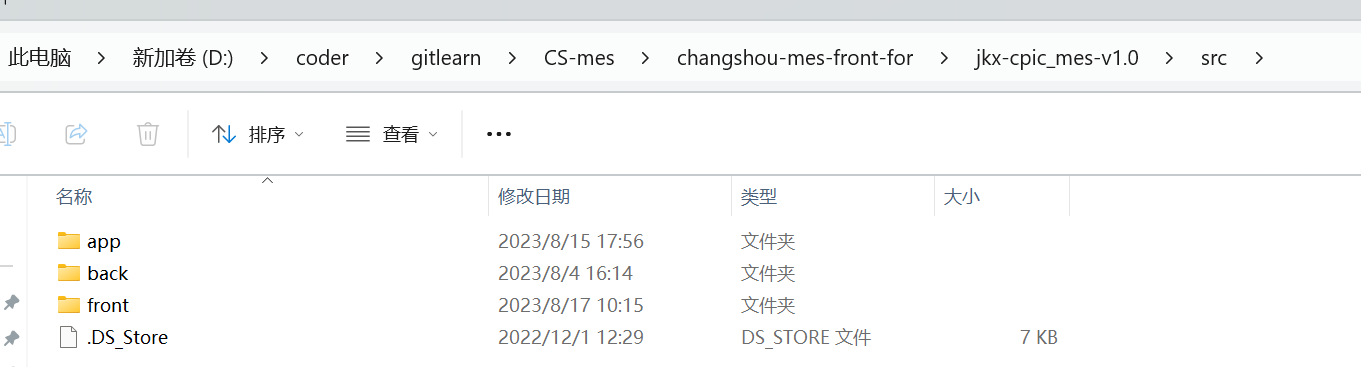 此电脑 > 新加卷 (D:) > coder > gitlearn > CS-mes > changshou-mes-front-for > jkx-cpic_mes-v1.0 > src >
排序 查看 •••
名称 修改日期 类型 大小
app 2023/8/15 17:56 文件夹
back 2023/8/4 16:14 文件夹
front 2023/8/17 10:15 文件夹
.DS_Store 2022/12/1 12:29 DS_STORE 文件 7 KB